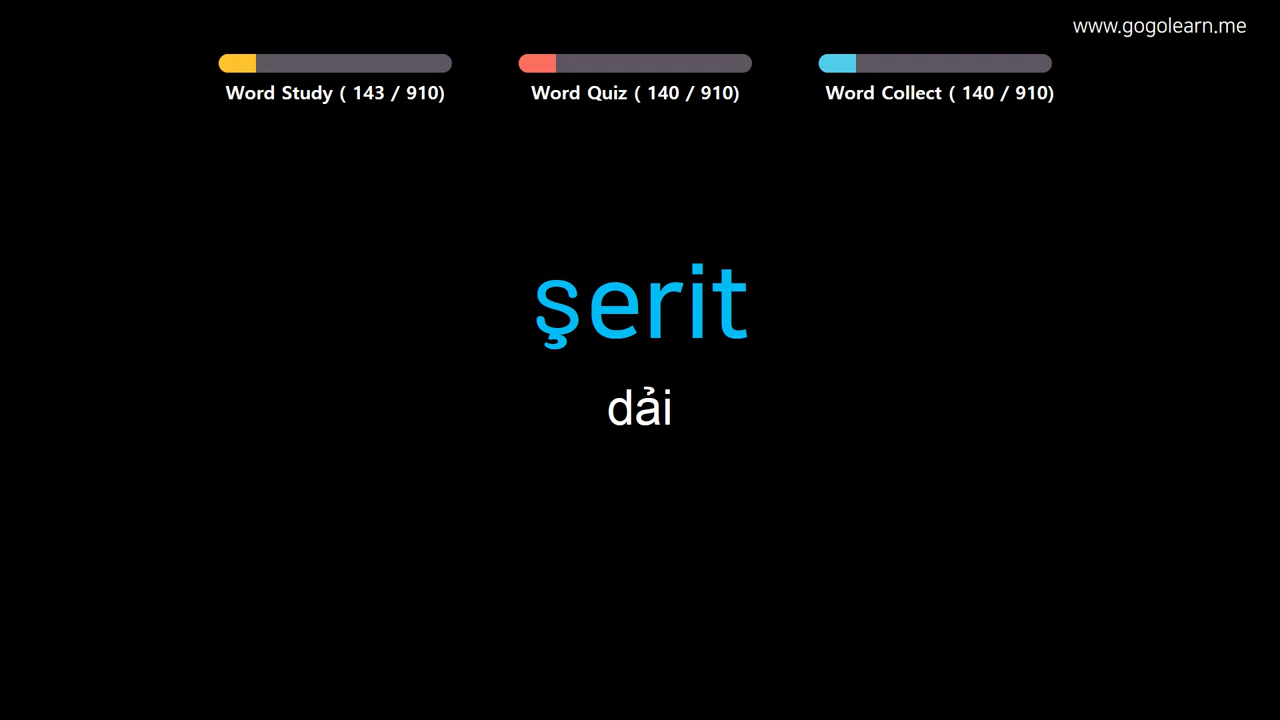 www.gogolearn.me
Word Study ( 143 / 910)
Word Quiz ( 140 / 910)
Word Collect ( 140 / 910)
şerit
dải